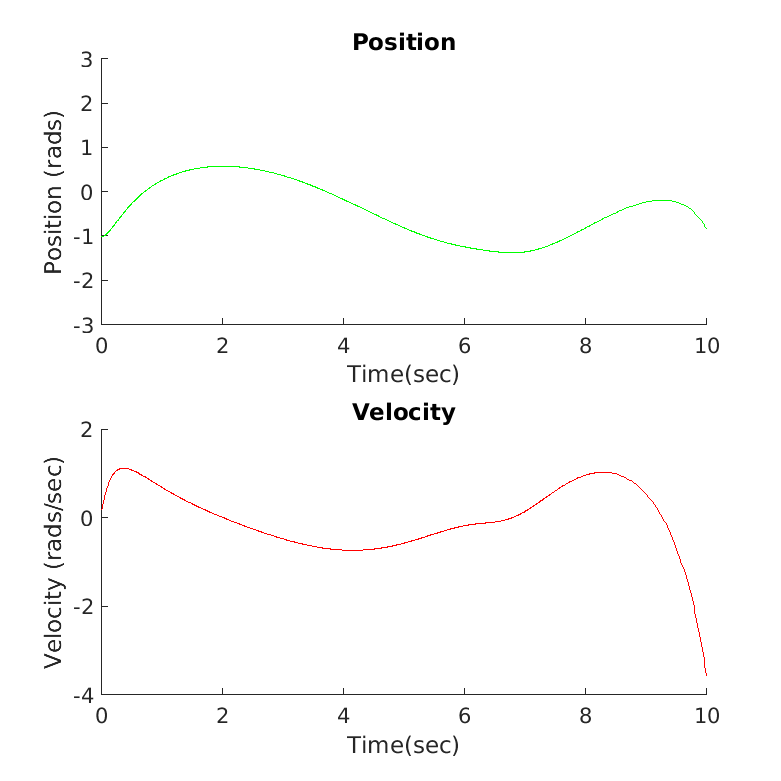 Position
3
2
1
0
-1
-2
-3
Position (rads)
0 2 4 6 8 10
Time(sec)
Velocity
2
0
-2
-4
Velocity (rads/sec)
0 2 4 6 8 10
Time(sec)